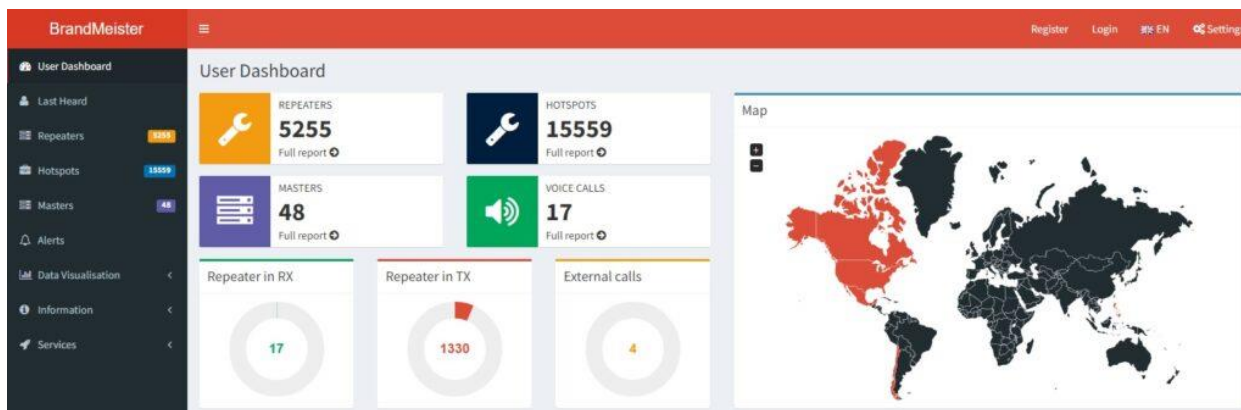 BrandMeister
Register Login EN Setting
User Dashboard
Last Heard
Repeaters 5255
Hotspots 15559
Masters 48
Alerts
Data Visualisation
Information
Services
User Dashboard
REPEATERS
5255
Full report
HOTSPOTS
15559
Full report
MASTERS
48
Full report
VOICE CALLS
17
Full report
Repeater in RX
17
Repeater in TX
1330
External calls
4
Map
+
-